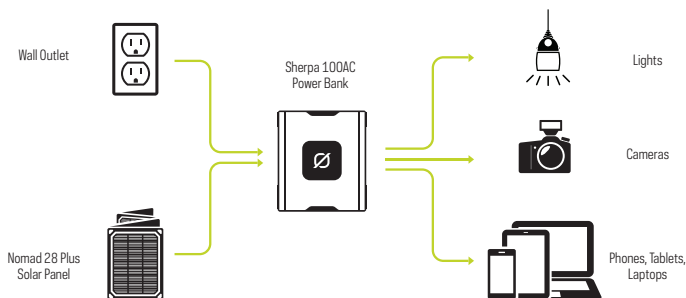 Wall Outlet
Sherpa 100AC
Power Bank
Lights
Cameras
Nomad 28 Plus
Solar Panel
Phones, Tablets,
Laptops